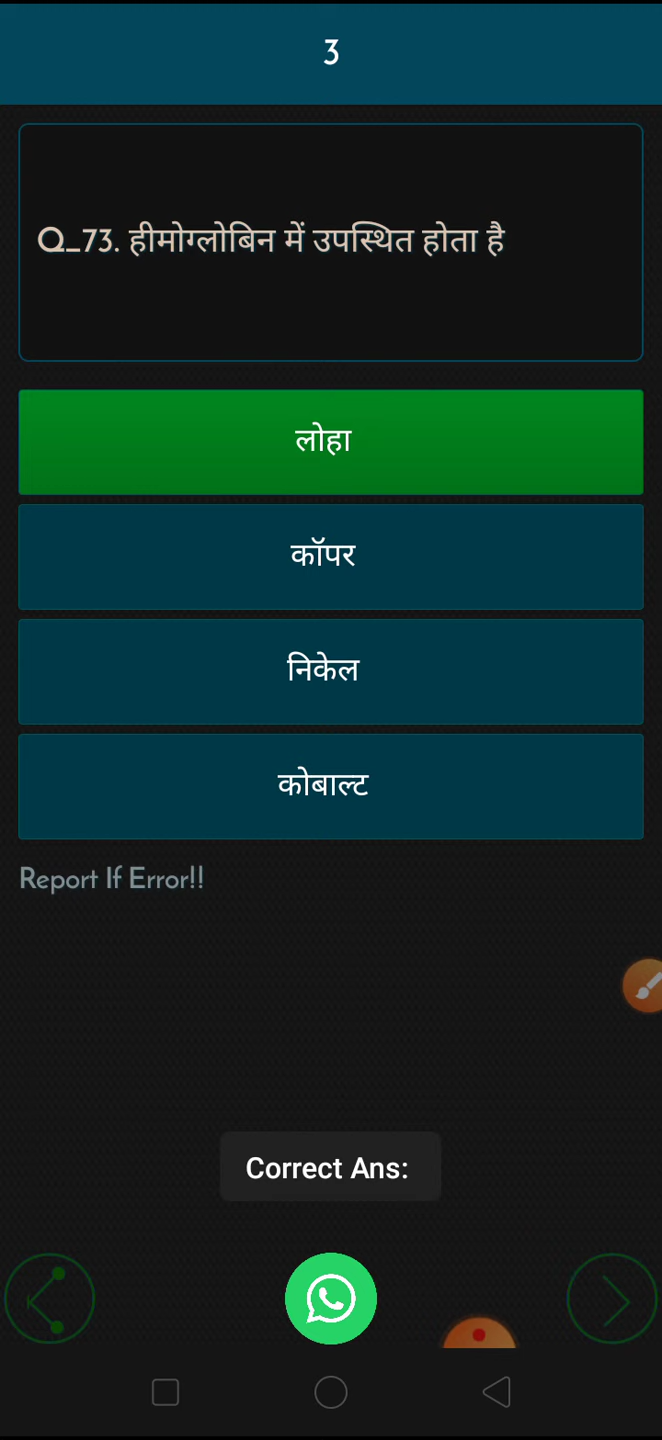 3
Q_73. हीमोग्लोबिन में उपस्थित होता है
लोहा
कॉपर
निकेल
कोबाल्ट
Report If Error!!
Correct Ans: